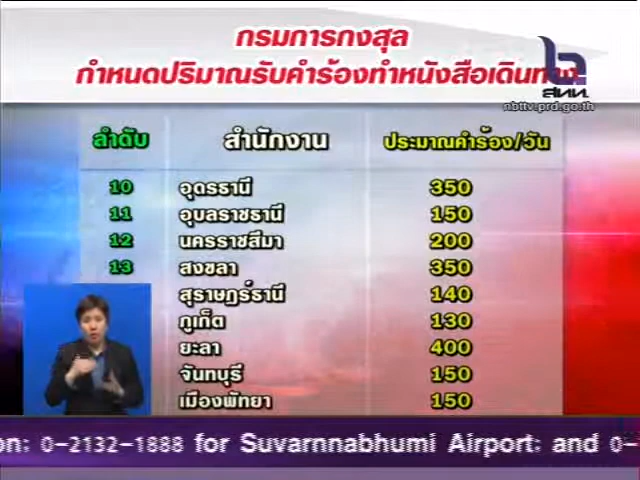 กรมการกงสุล
กำหนดปริมาณรับคำร้องทำหนังสือเดินทาง
สทท.
nbttv.prd.go.th
ลำดับ สำนักงาน ประมาณคำร้อง/วัน
10 อุดรธานี 350
11 อุบลราชธานี 150
12 นครราชสีมา 200
13 สงขลา 350
สุราษฎร์ธานี 140
ภูเก็ต 130
ยะลา 400
จันทบุรี 150
เมืองพัทยา 150
on: 0-2132-1888 for Suvarnnabhumi Airport: and 0-